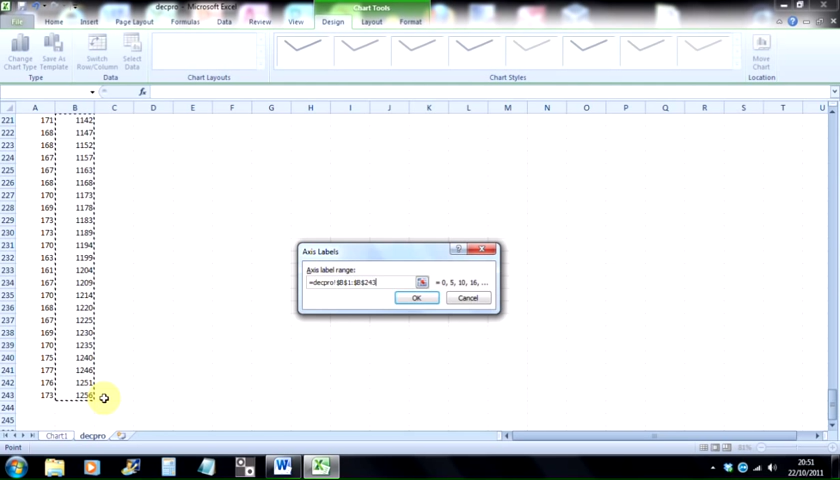 decpro - Microsoft Excel
Chart Tools
File Home Insert Page Layout Formulas Data Review View Design Layout Format
Change Chart Type Save As Template Switch Row/Column Select Data Move Chart
Type Data Chart Layouts Chart Styles Location
fx
A B C D E F G H I J K L M N O P Q R S T U
221 171 1142
222 168 1147
223 168 1152
224 167 1157
225 167 1163
226 168 1168
227 170 1173
228 169 1178
229 173 1183
230 173 1189
231 170 1194
232 163 1199
233 161 1204
234 167 1209
235 170 1214
236 168 1220
237 167 1225
238 169 1230
239 170 1235
240 175 1240
241 177 1246
242 176 1251
243 173 1256
244
245
Axis Labels
Axis label range:
=decpro!$B$1:$B$243 = 0, 5, 10, 16, ...
OK Cancel
Chart1 decpro
Point 81%
20:51
22/10/2011